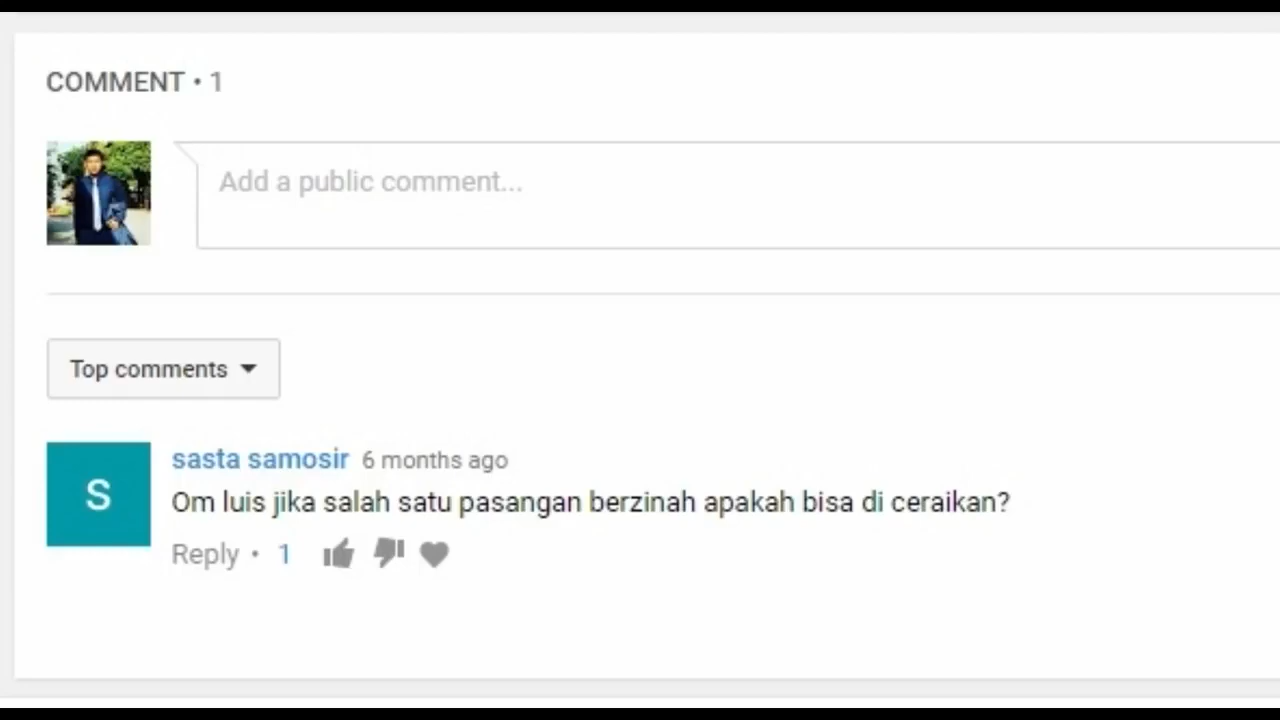 COMMENT • 1
Add a public comment...
Top comments
S
sasta samosir 6 months ago
Om luis jika salah satu pasangan berzinah apakah bisa di ceraikan?
Reply • 1